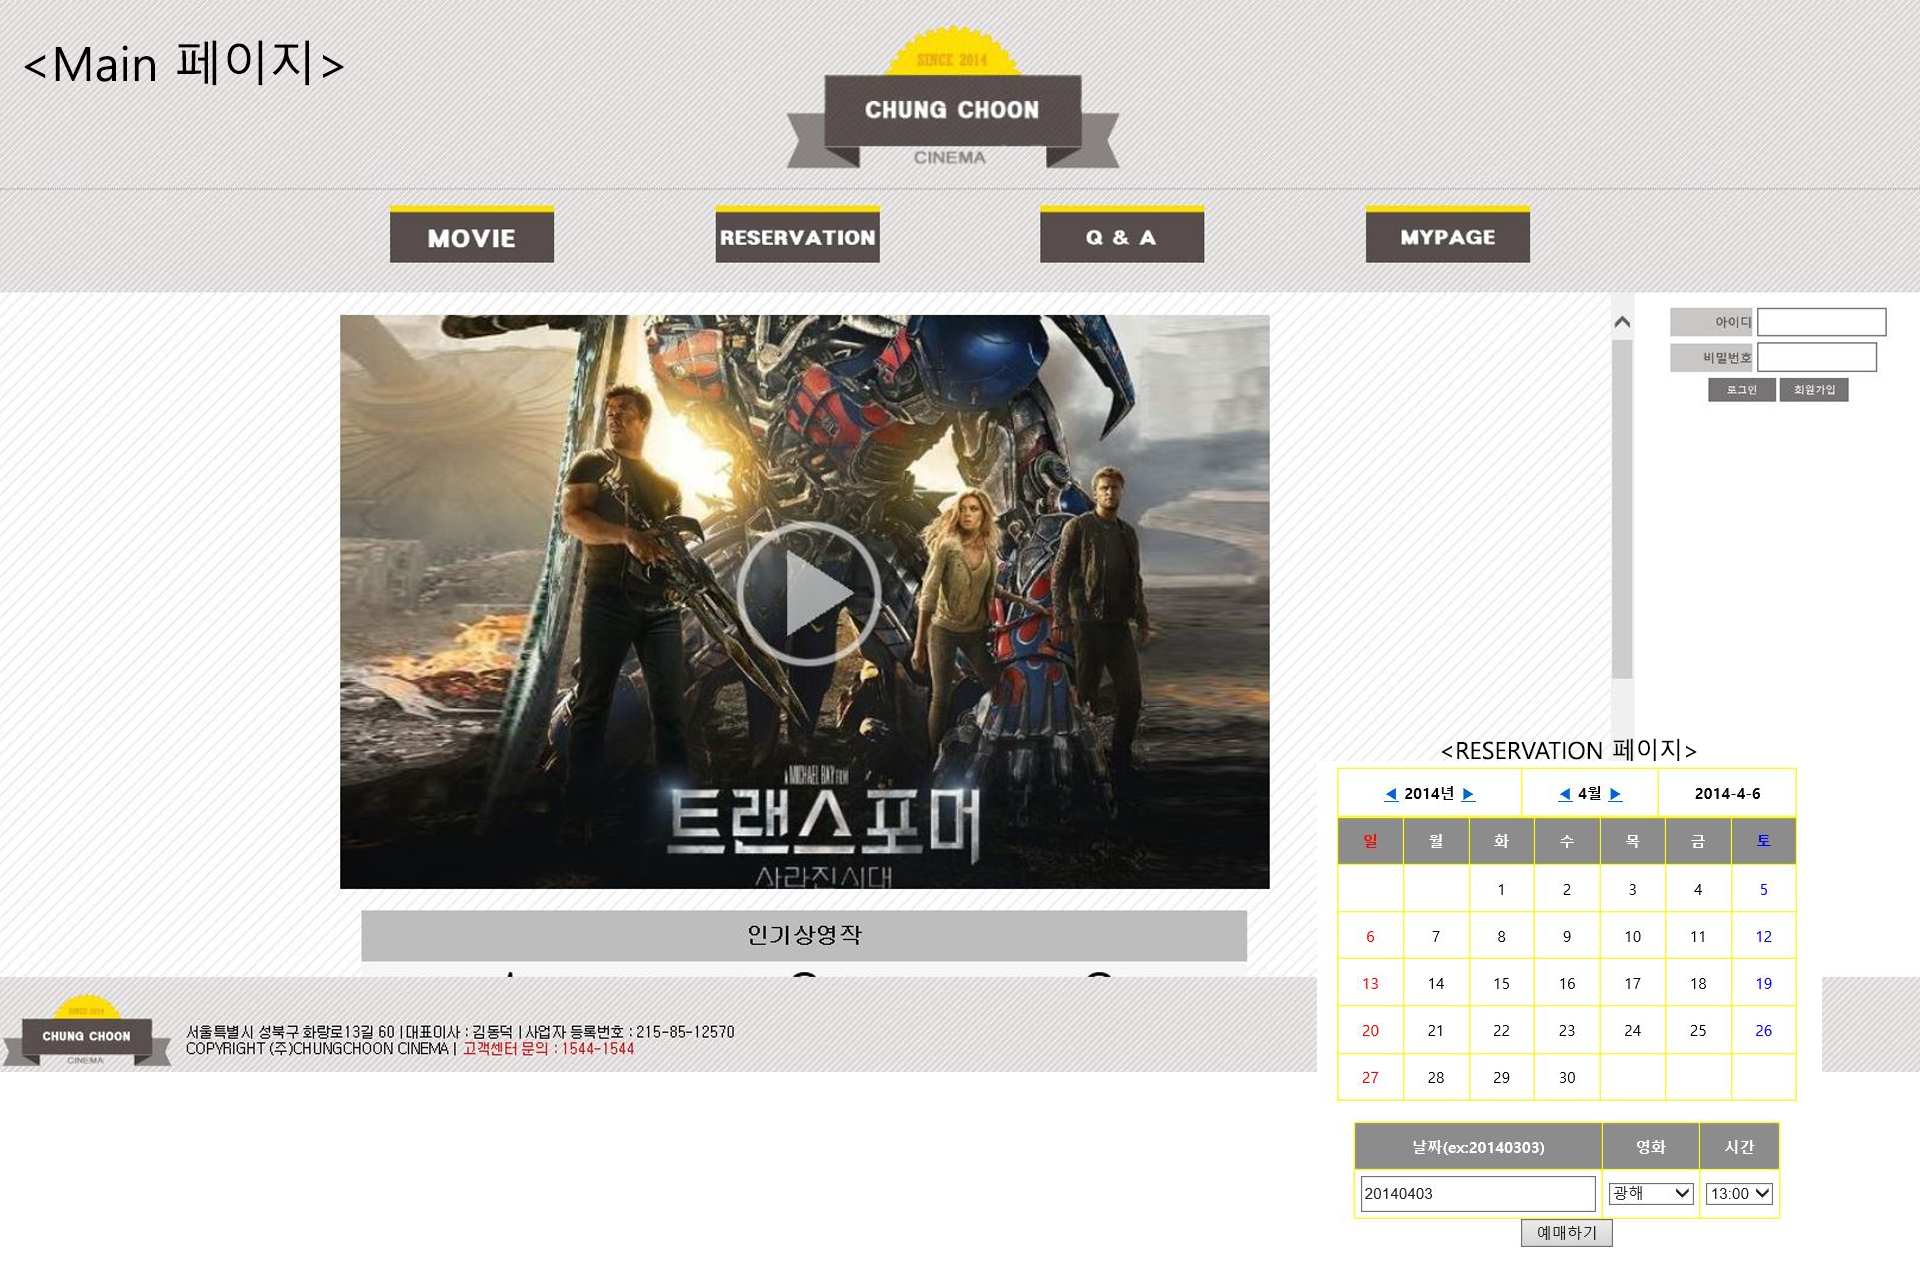 <Main 페이지>
SINCE 2014
CHUNG CHOON
CINEMA
MOVIE
RESERVATION
Q & A
MYPAGE
아이디
비밀번호
로그인 회원가입
A MICHAEL BAY FILM
트랜스포머
사라진시대
인기상영작
<RESERVATION 페이지>
◀ 2014년 ▶ ◀ 4월 ▶ 2014-4-6
일 월 화 수 목 금 토
1 2 3 4 5
6 7 8 9 10 11 12
13 14 15 16 17 18 19
20 21 22 23 24 25 26
27 28 29 30
날짜(ex:20140303) 영화 시간
20140403 광해 13:00
예매하기
SINCE 2014
CHUNG CHOON
CINEMA
서울특별시 성북구 화랑로13길 60 | 대표이사 : 김동덕 | 사업자 등록번호 : 215-85-12570
COPYRIGHT (주)CHUNGCHOON CINEMA | 고객센터 문의 : 1544-1544